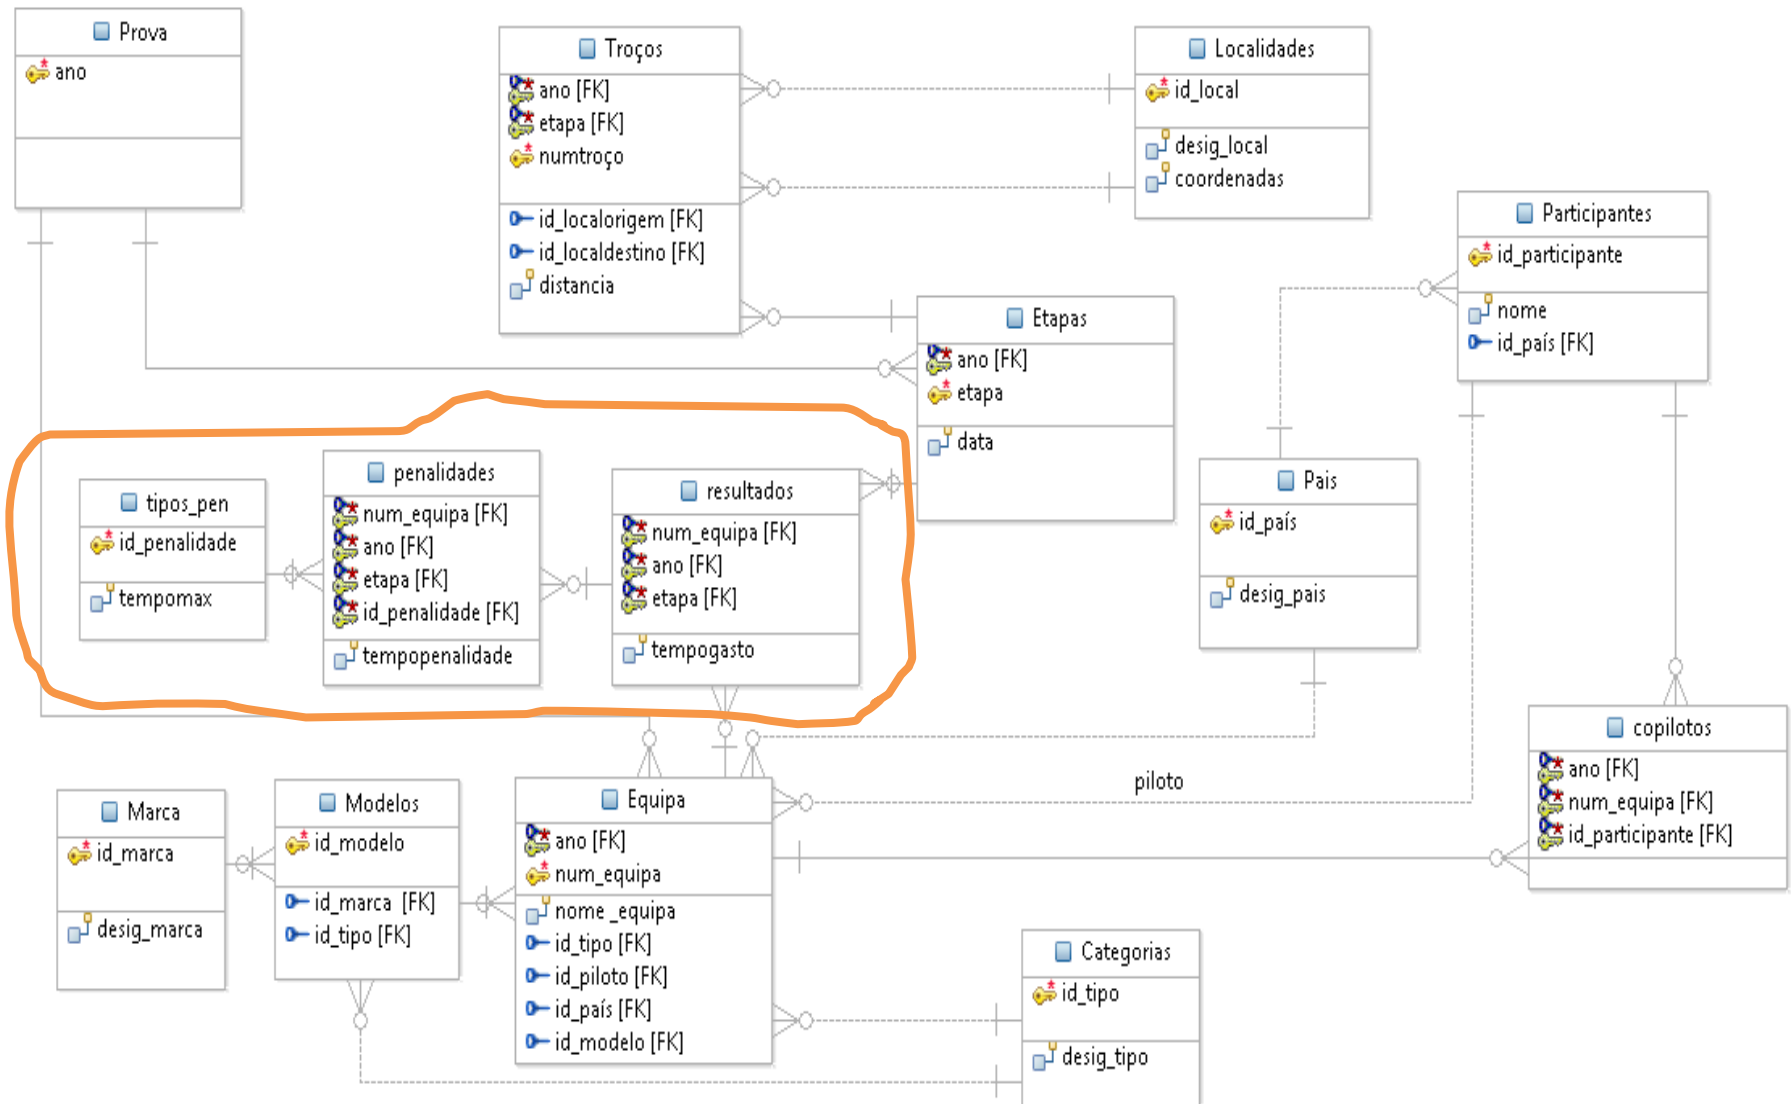 Prova
ano
Troços
ano [FK]
etapa [FK]
numtroço
id_localorigem [FK]
id_localdestino [FK]
distancia
Localidades
id_local
desig_local
coordenadas
Participantes
id_participante
nome
id_país [FK]
Etapas
ano [FK]
etapa
data
tipos_pen
id_penalidade
tempomax
penalidades
num_equipa [FK]
ano [FK]
etapa [FK]
id_penalidade [FK]
tempopenalidade
resultados
num_equipa [FK]
ano [FK]
etapa [FK]
tempogasto
Pais
id_país
desig_pais
copilotos
ano [FK]
num_equipa [FK]
id_participante [FK]
piloto
Marca
id_marca
desig_marca
Modelos
id_modelo
id_marca [FK]
id_tipo [FK]
Equipa
ano [FK]
num_equipa
nome_equipa
id_tipo [FK]
id_piloto [FK]
id_país [FK]
id_modelo [FK]
Categorias
id_tipo
desig_tipo